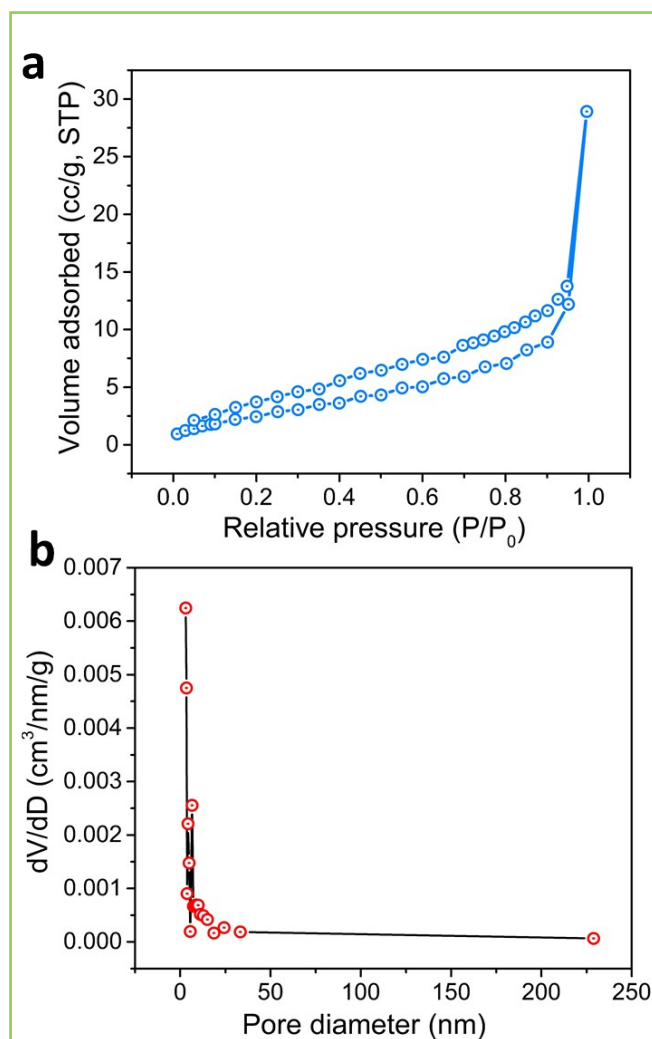 a
Volume adsorbed (cc/g, STP)
30
25
20
15
10
5
0
0.0 0.2 0.4 0.6 0.8 1.0
Relative pressure (P/P₀)
b
dV/dD (cm³/nm/g)
0.007
0.006
0.005
0.004
0.003
0.002
0.001
0.000
0 50 100 150 200 250
Pore diameter (nm)